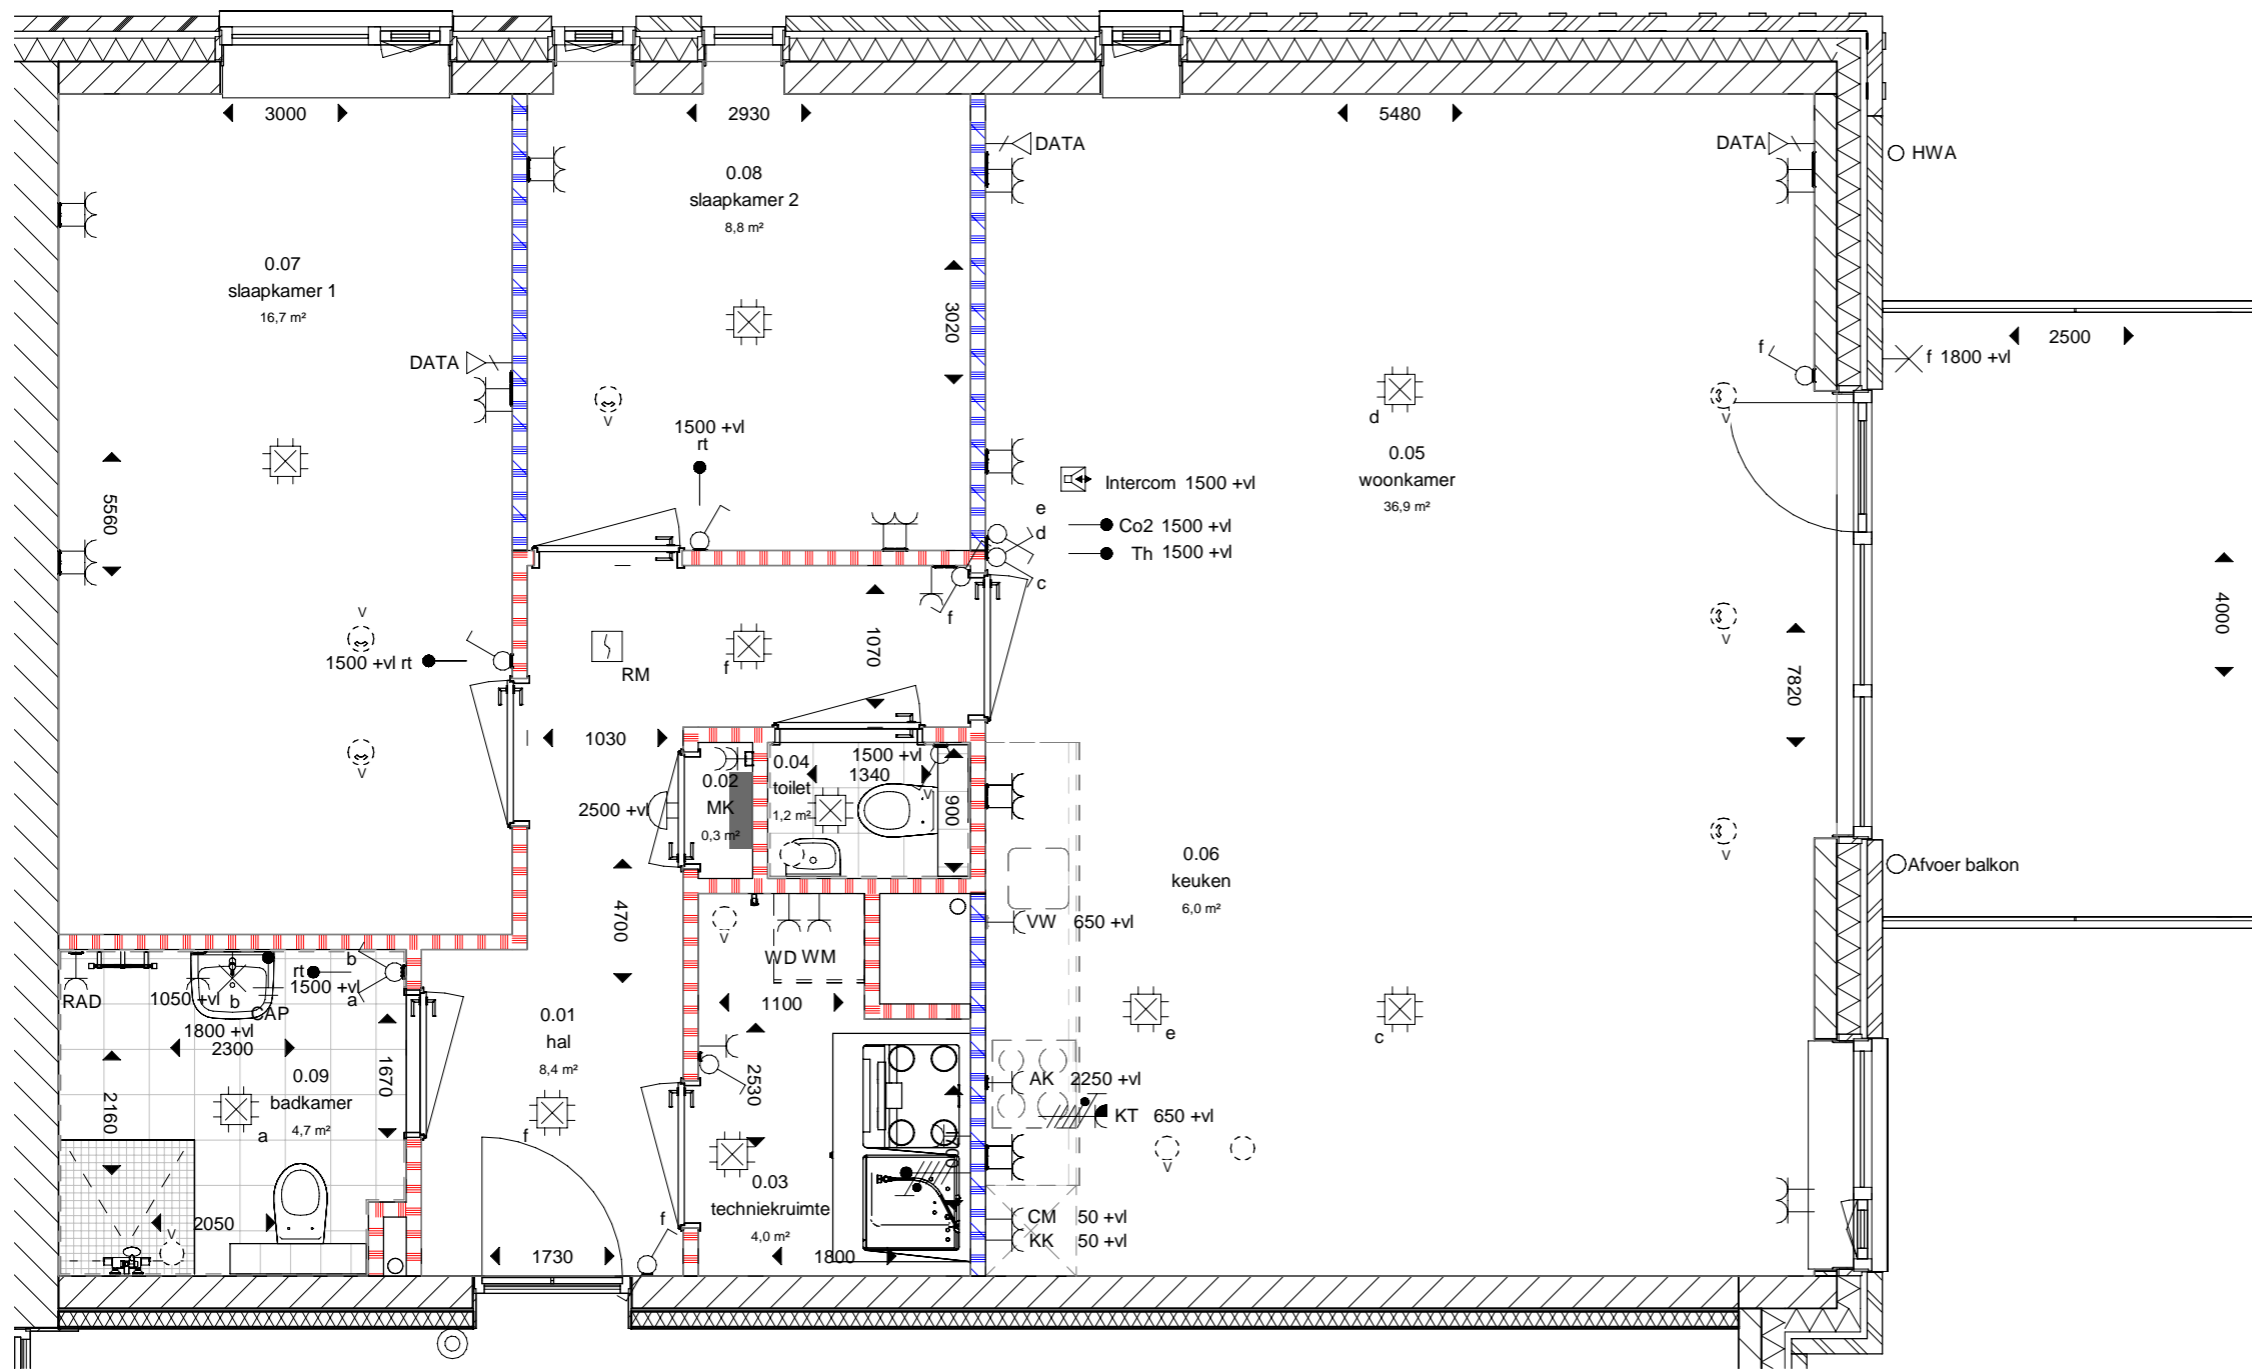 3000
2930
5480
DATA
DATA
HWA
0.08
slaapkamer 2
8,8 m²
0.07
slaapkamer 1
16,7 m²
3020
f
f 1800 +vl
2500
DATA
v
v
d
1500 +vl
rt
0.05
woonkamer
36,9 m²
Intercom 1500 +vl
e
Co2 1500 +vl
d
Th 1500 +vl
c
5560
4000
v
f
1500 +vl rt
RM
f
1070
v
7820
1030
v
1500 +vl
0.04
1340
toilet
1,2 m²
v
900
0.02
MK
0,3 m²
2500 +vl
v
0.06
keuken
6,0 m²
Afvoer balkon
4700
v
VW 650 +vl
WD WM
b
rt
1500 +vl
a
RAD
1050 +vl
b
CAP
1800 +vl
2300
1100
0.01
hal
8,4 m²
e
c
1670
2530
2160
0.09
badkamer
4,7 m²
a
AK 2250 +vl
KT 650 +vl
f
v
0.03
techniekruimte
4,0 m²
2050
v
f
CM 50 +vl
KK 50 +vl
1730
1800